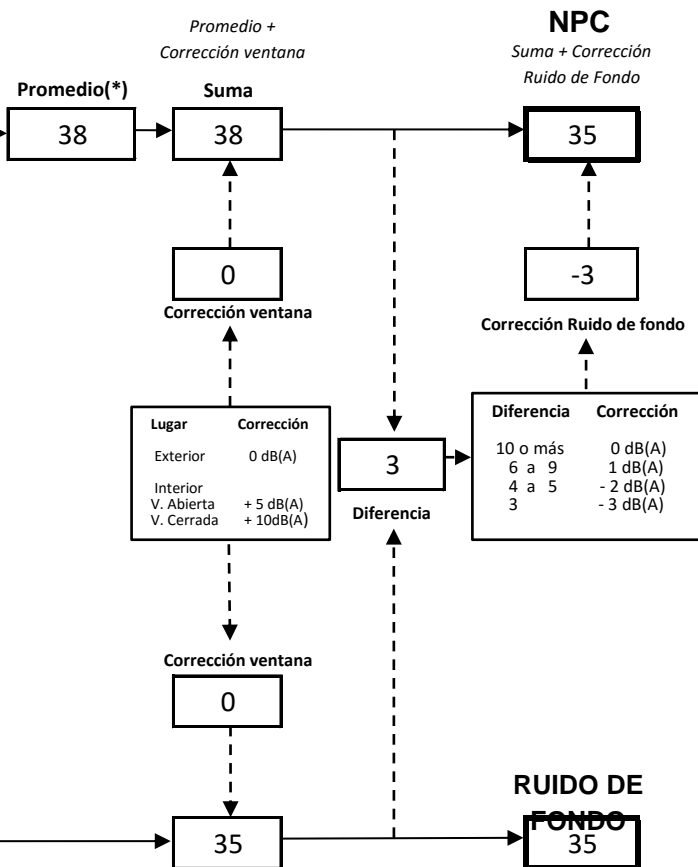 Promedio +
Corrección ventana
NPC
Suma + Corrección
Ruido de Fondo
Promedio(*)
Suma
38
38
35
0
-3
Corrección ventana
Corrección Ruido de fondo
Lugar Corrección
Exterior 0 dB(A)
Interior
V. Abierta + 5 dB(A)
V. Cerrada + 10dB(A)
3
Diferencia
Diferencia Corrección
10 o más 0 dB(A)
6 a 9 1 dB(A)
4 a 5 - 2 dB(A)
3 - 3 dB(A)
Corrección ventana
0
35
RUIDO DE
FONDO
35